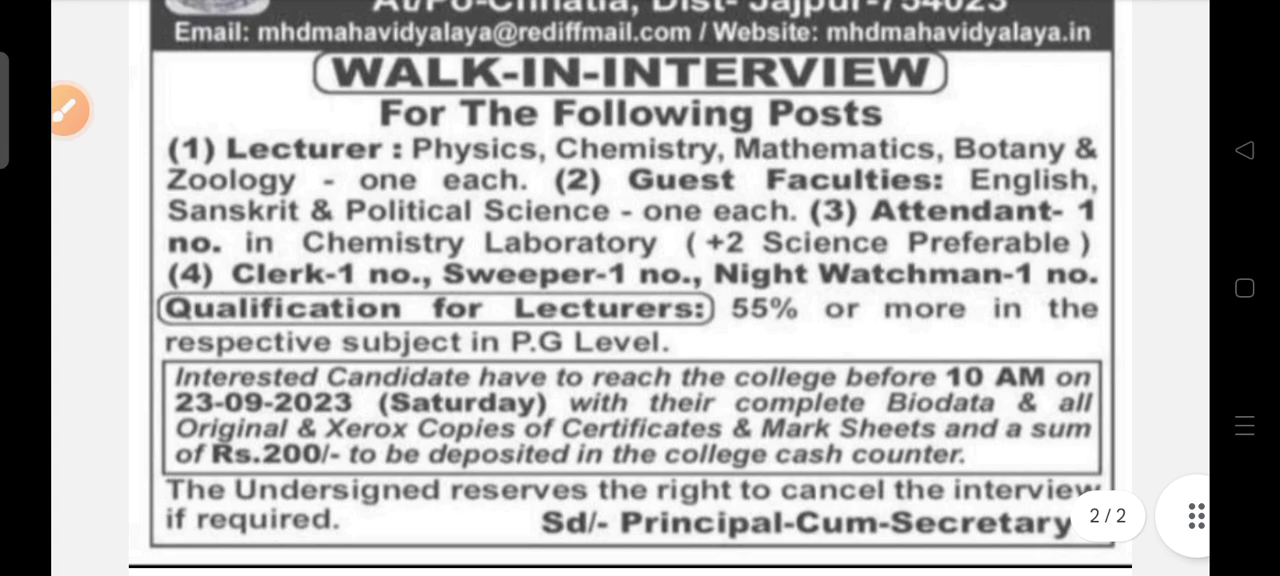 At/Po-Chhatia, Dist- Jajpur-754023
Email: mhdmahavidyalaya@rediffmail.com / Website: mhdmahavidyalaya.in
WALK-IN-INTERVIEW
For The Following Posts
(1) Lecturer : Physics, Chemistry, Mathematics, Botany &
Zoology - one each. (2) Guest Faculties: English,
Sanskrit & Political Science - one each. (3) Attendant- 1
no. in Chemistry Laboratory ( +2 Science Preferable )
(4) Clerk-1 no., Sweeper-1 no., Night Watchman-1 no.
Qualification for Lecturers: 55% or more in the
respective subject in P.G Level.
Interested Candidate have to reach the college before 10 AM on
23-09-2023 (Saturday) with their complete Biodata & all
Original & Xerox Copies of Certificates & Mark Sheets and a sum
of Rs.200/- to be deposited in the college cash counter.
The Undersigned reserves the right to cancel the interview
if required. Sd/- Principal-Cum-Secretary
2 / 2